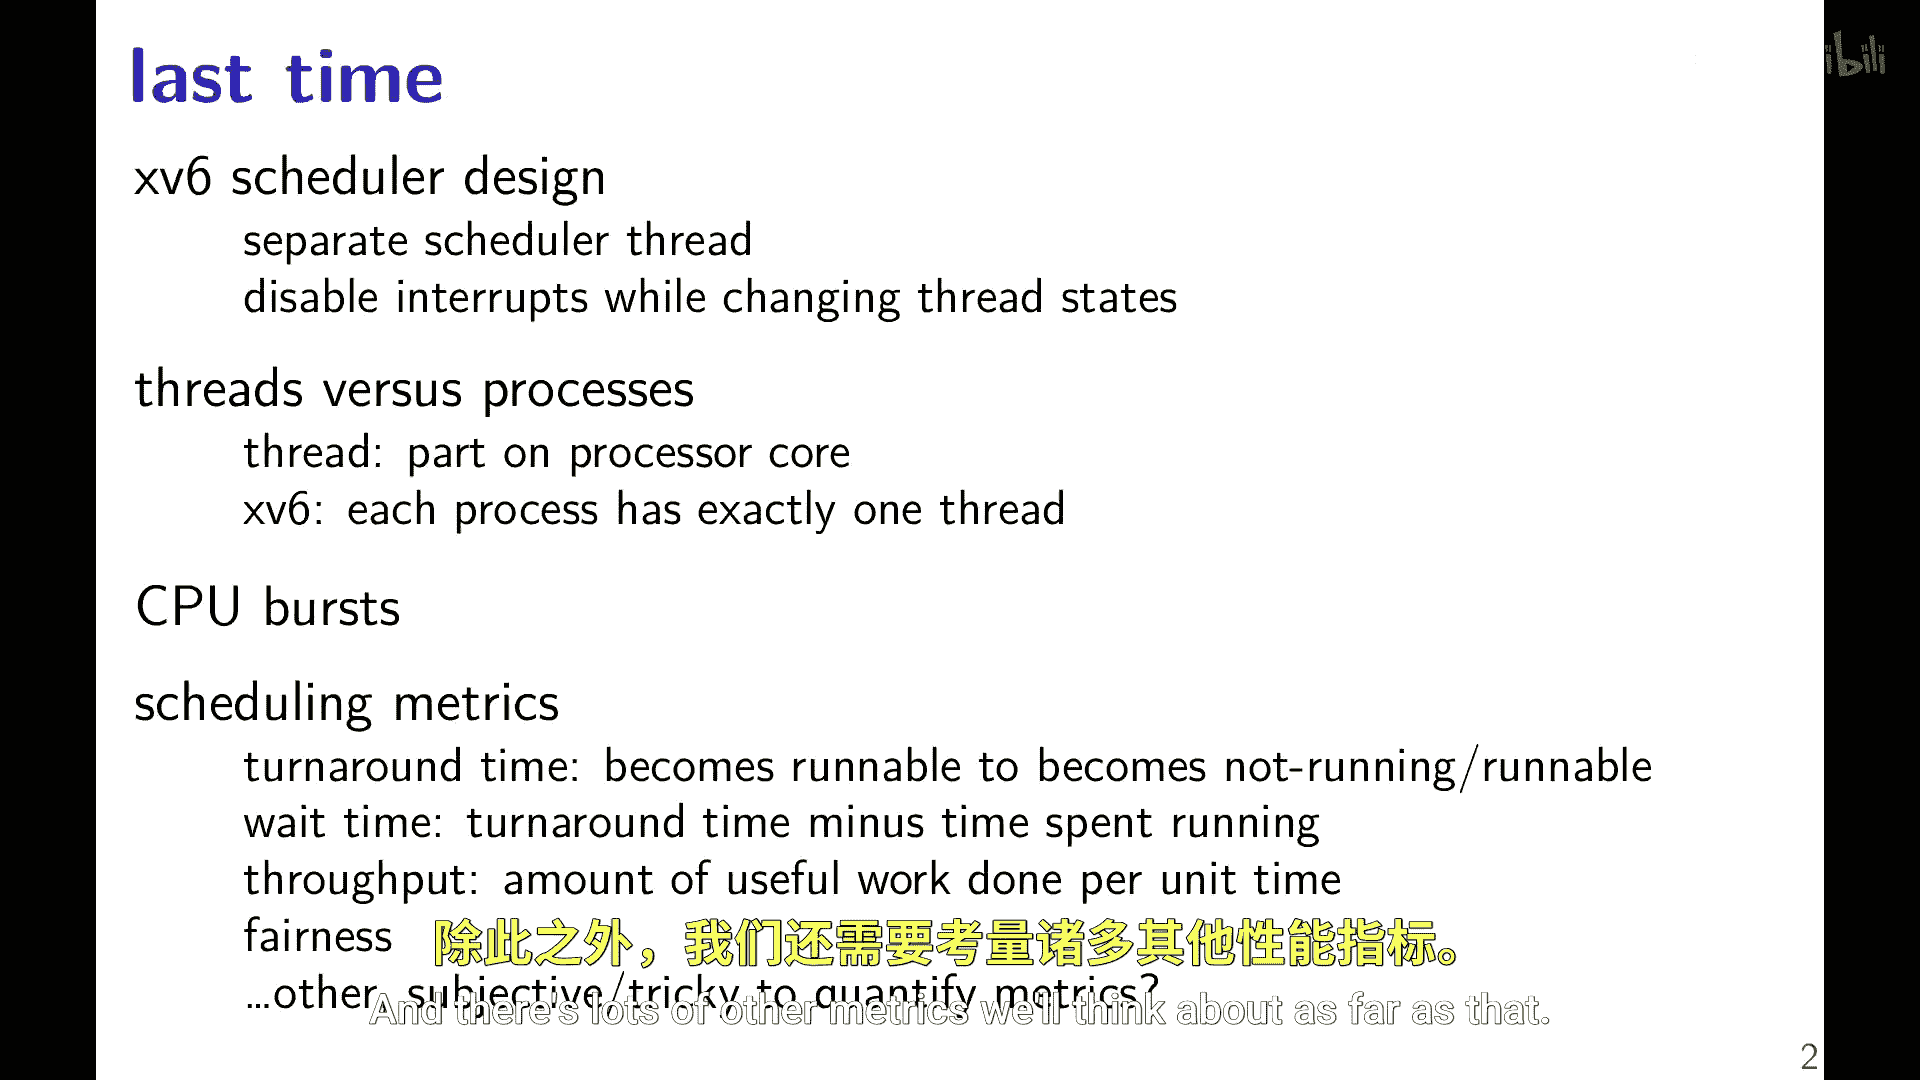 last time
xv6 scheduler design
separate scheduler thread
disable interrupts while changing thread states
threads versus processes
thread: part on processor core
xv6: each process has exactly one thread
CPU bursts
scheduling metrics
turnaround time: becomes runnable to becomes not-running/runnable
wait time: turnaround time minus time spent running
throughput: amount of useful work done per unit time
fairness
除此之外，我们还需要考量诸多其他性能指标。
…other subjective/tricky to quantify metrics?
And there's lots of other metrics we'll think about as far as that.
2